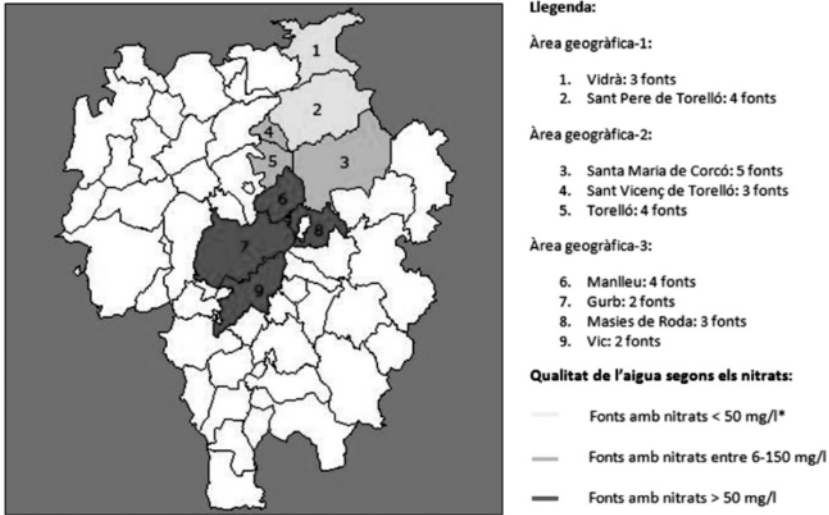 Llegenda:
Àrea geogràfica-1:
1. Vidrà: 3 fonts
2. Sant Pere de Torelló: 4 fonts
Àrea geogràfica-2:
3. Santa Maria de Corcó: 5 fonts
4. Sant Vicenç de Torelló: 3 fonts
5. Torelló: 4 fonts
Àrea geogràfica-3:
6. Manlleu: 4 fonts
7. Gurb: 2 fonts
8. Masies de Roda: 3 fonts
9. Vic: 2 fonts
Qualitat de l'aigua segons els nitrats:
Fonts amb nitrats < 50 mg/l*
Fonts amb nitrats entre 6-150 mg/l
Fonts amb nitrats > 50 mg/l
1
2
4
5
3
6
8
7
9